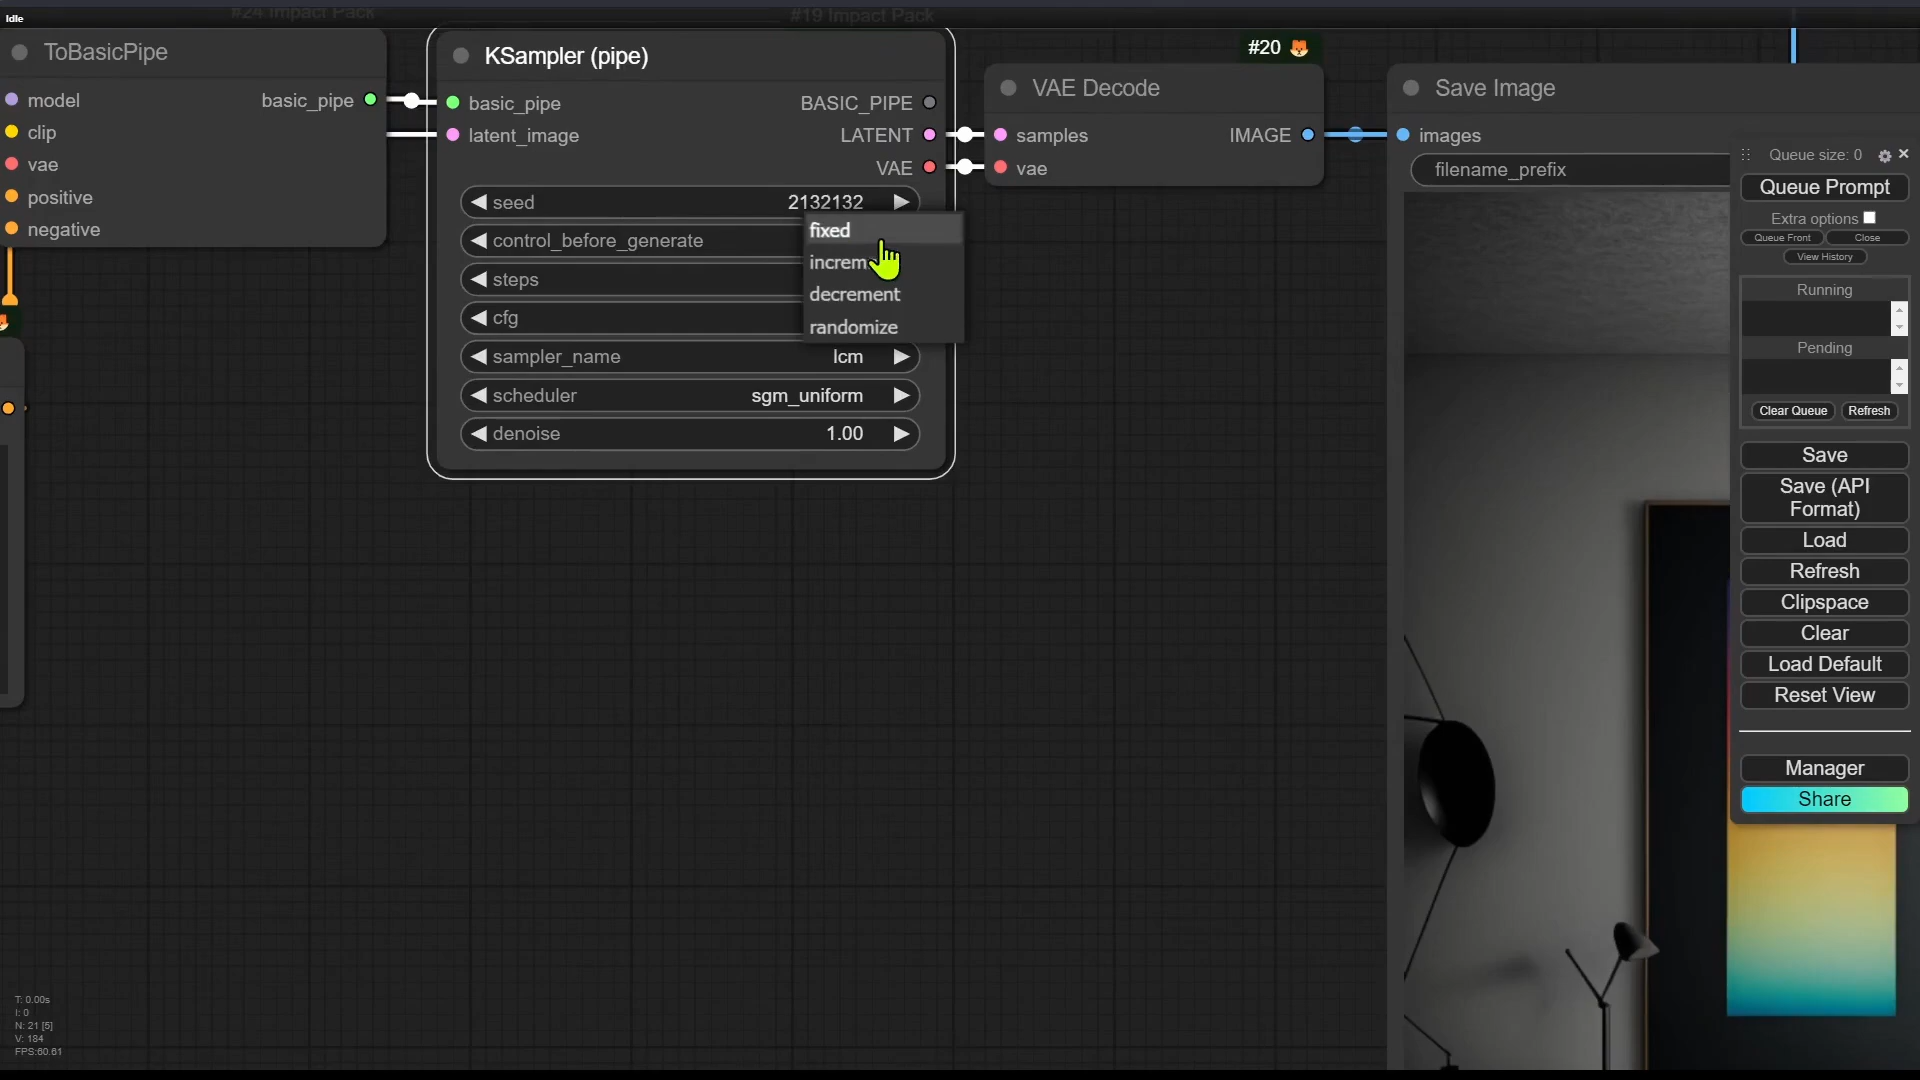 #24 Impact Pack
#19 Impact Pack
Idle
ToBasicPipe
model
basic_pipe
clip
vae
positive
negative
KSampler (pipe)
basic_pipe
BASIC_PIPE
latent_image
LATENT
VAE
seed 2132132
control_before_generate
steps
cfg
sampler_name lcm
scheduler sgm_uniform
denoise 1.00
fixed
decrement
randomize
#20
VAE Decode
samples
IMAGE
vae
Save Image
images
filename_prefix
Queue size: 0
Queue Prompt
Extra options
Queue Front
Close
View History
Running
Pending
Clear Queue
Refresh
Save
Save (API
Format)
Load
Refresh
Clipspace
Clear
Load Default
Reset View
Manager
Share
T: 0.00s
I: 0
N: 21 [5]
V: 184
FPS:60.61